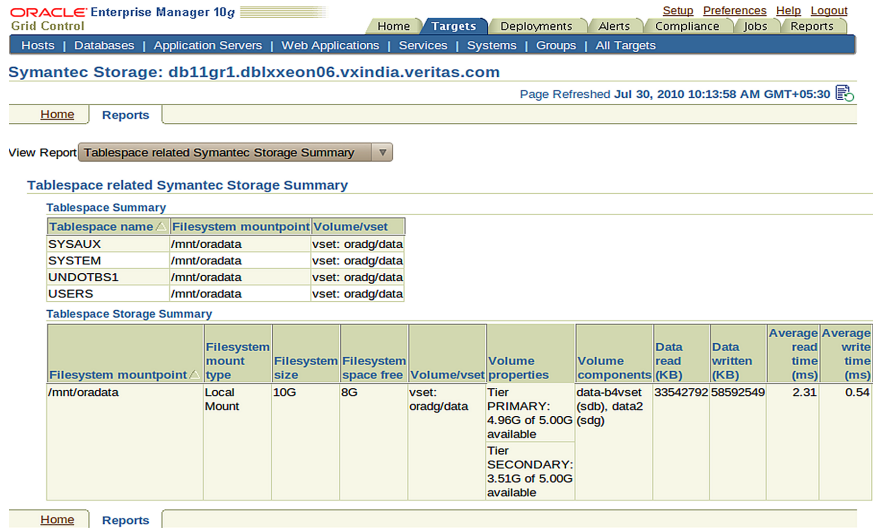 ORACLE Enterprise Manager 10g
Grid Control
Setup Preferences Help Logout
Home Targets Deployments Alerts Compliance Jobs Reports
Hosts | Databases | Application Servers | Web Applications | Services | Systems | Groups | All Targets
Symantec Storage: db11gr1.dblxxeon06.vxindia.veritas.com
Page Refreshed Jul 30, 2010 10:13:58 AM GMT+05:30
Home Reports
View Report Tablespace related Symantec Storage Summary
Tablespace related Symantec Storage Summary
Tablespace Summary
Tablespace name Filesystem mountpoint Volume/vset
SYSAUX /mnt/oradata vset: oradg/data
SYSTEM /mnt/oradata vset: oradg/data
UNDOTBS1 /mnt/oradata vset: oradg/data
USERS /mnt/oradata vset: oradg/data
Tablespace Storage Summary
Filesystem mountpoint
Filesystem
mount
type
Filesystem
size
Filesystem
space free
Volume/vset
Volume
properties
Volume
components
Data
read
(KB)
Data
written
(KB)
Average
read
time
(ms)
Average
write
time
(ms)
/mnt/oradata
Local
Mount
10G
8G
vset:
oradg/data
Tier
PRIMARY:
4.96G of 5.00G
available
Tier
SECONDARY:
3.51G of 5.00G
available
data-b4vset
(sdb), data2
(sdg)
33542792
58592549
2.31
0.54
Home Reports